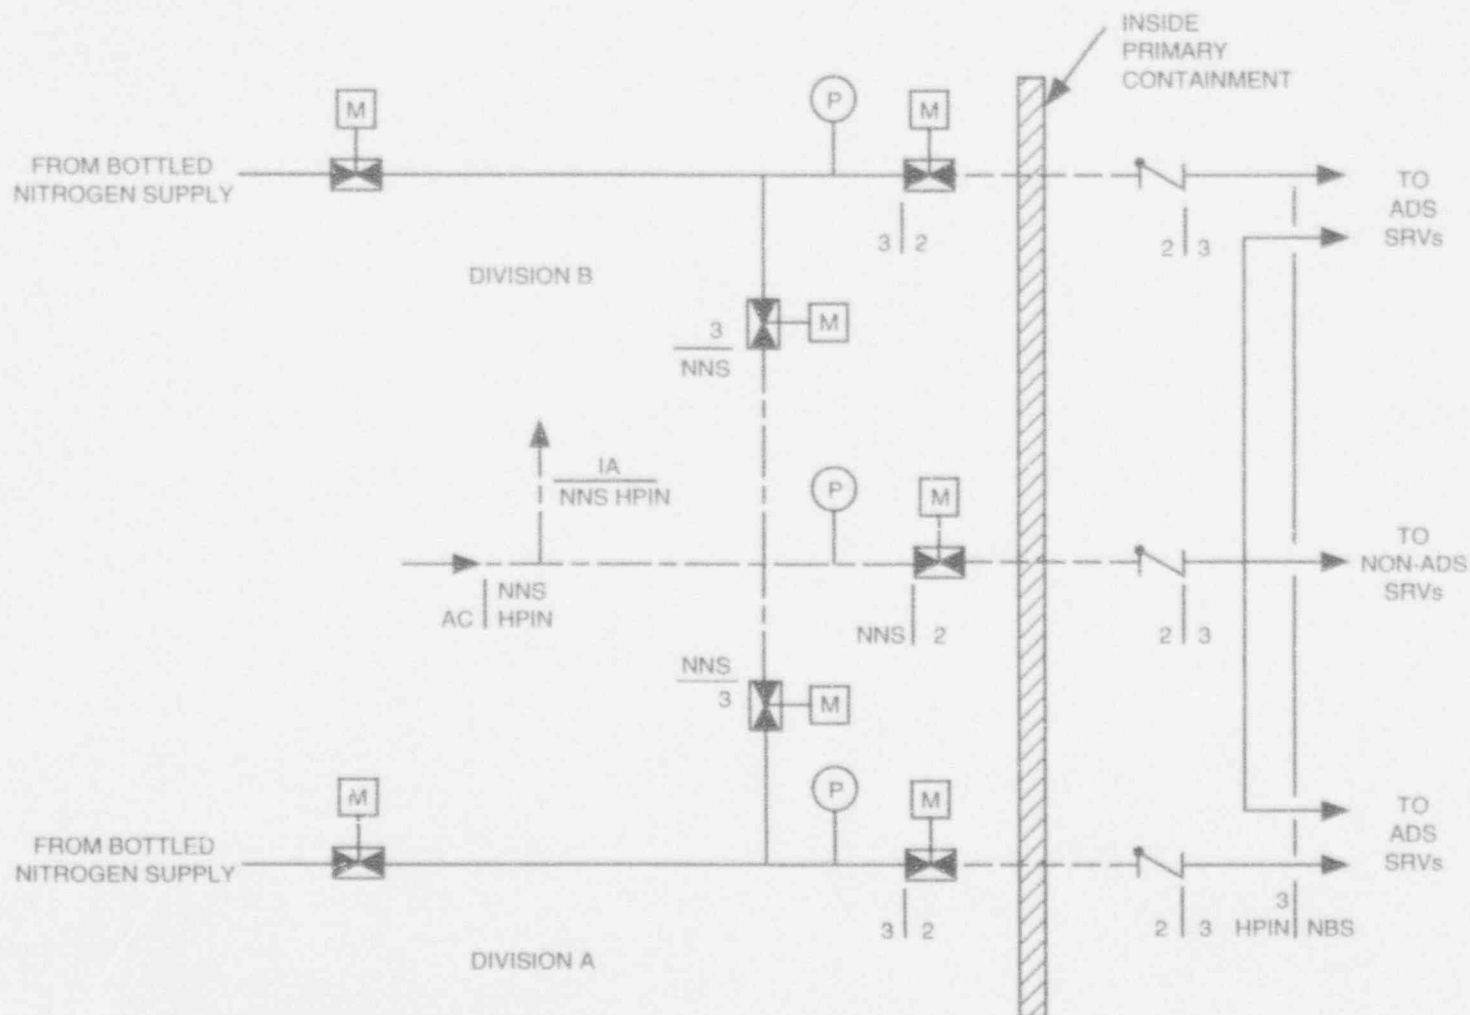 INSIDE
PRIMARY
CONTAINMENT
M
P
M
FROM BOTTLED
NITROGEN SUPPLY
TO
ADS
SRVs
3 | 2
2 | 3
DIVISION B
M
3
NNS
IA
NNS HPIN
P
M
TO
NON-ADS
SRVs
NNS
AC | HPIN
NNS | 2
2 | 3
NNS
3
M
M
P
M
FROM BOTTLED
NITROGEN SUPPLY
TO
ADS
SRVs
3 | 2
2 | 3
3
HPIN | NBS
DIVISION A